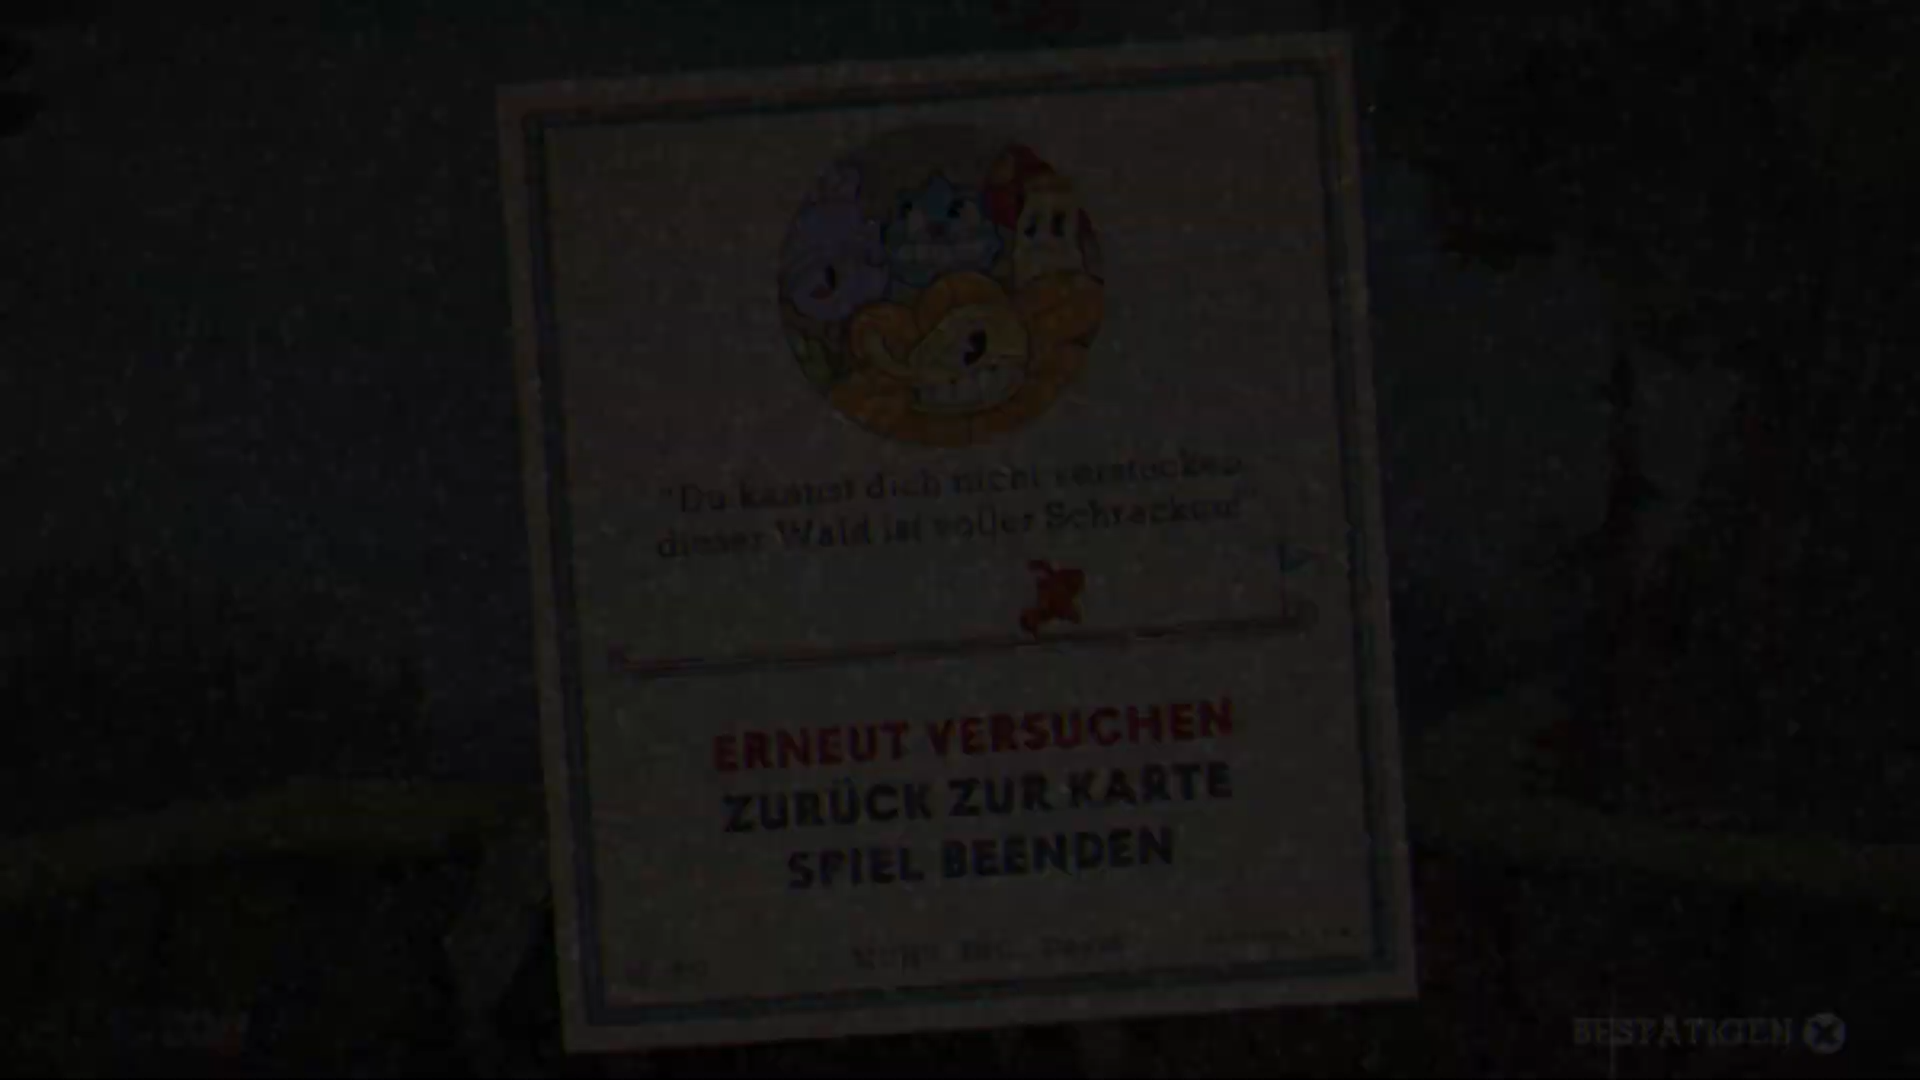 "Du kannst dich nicht verstecken
dieser Wald ist voller Schrecken!"
ERNEUT VERSUCHEN
ZURÜCK ZUR KARTE
SPIEL BEENDEN
BESTÄTIGEN